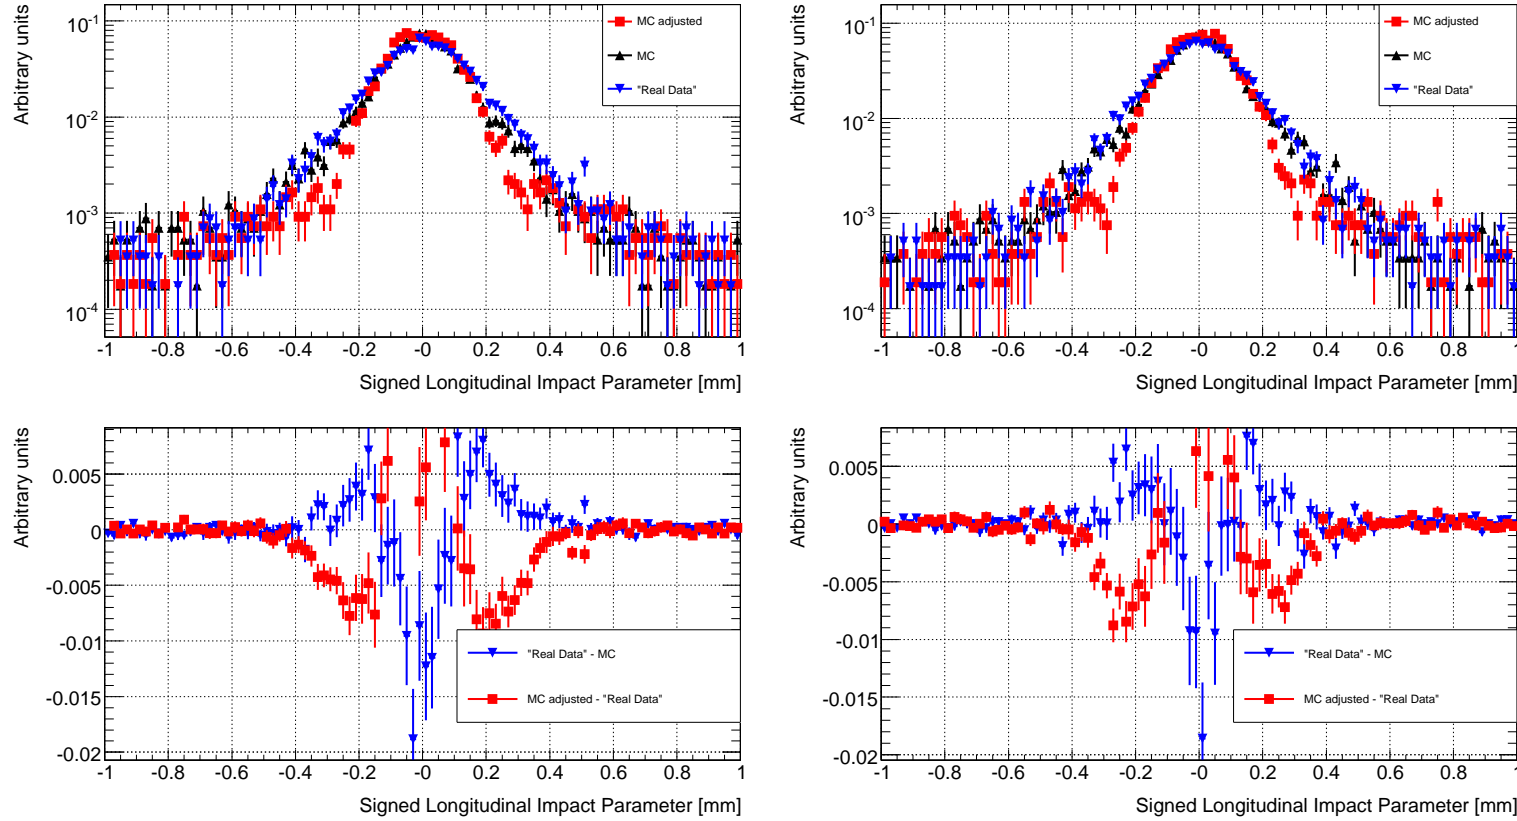 Arbitrary units
10^-1
10^-2
10^-3
10^-4
MC adjusted
MC
"Real Data"
-1 -0.8 -0.6 -0.4 -0.2 -0 0.2 0.4 0.6 0.8 1
Signed Longitudinal Impact Parameter [mm]
Arbitrary units
10^-1
10^-2
10^-3
10^-4
MC adjusted
MC
"Real Data"
-1 -0.8 -0.6 -0.4 -0.2 -0 0.2 0.4 0.6 0.8 1
Signed Longitudinal Impact Parameter [mm]
Arbitrary units
0.005
0
-0.005
-0.01
-0.015
-0.02
"Real Data" - MC
MC adjusted - "Real Data"
-1 -0.8 -0.6 -0.4 -0.2 -0 0.2 0.4 0.6 0.8 1
Signed Longitudinal Impact Parameter [mm]
Arbitrary units
0.005
0
-0.005
-0.01
-0.015
-0.02
"Real Data" - MC
MC adjusted - "Real Data"
-1 -0.8 -0.6 -0.4 -0.2 -0 0.2 0.4 0.6 0.8 1
Signed Longitudinal Impact Parameter [mm]